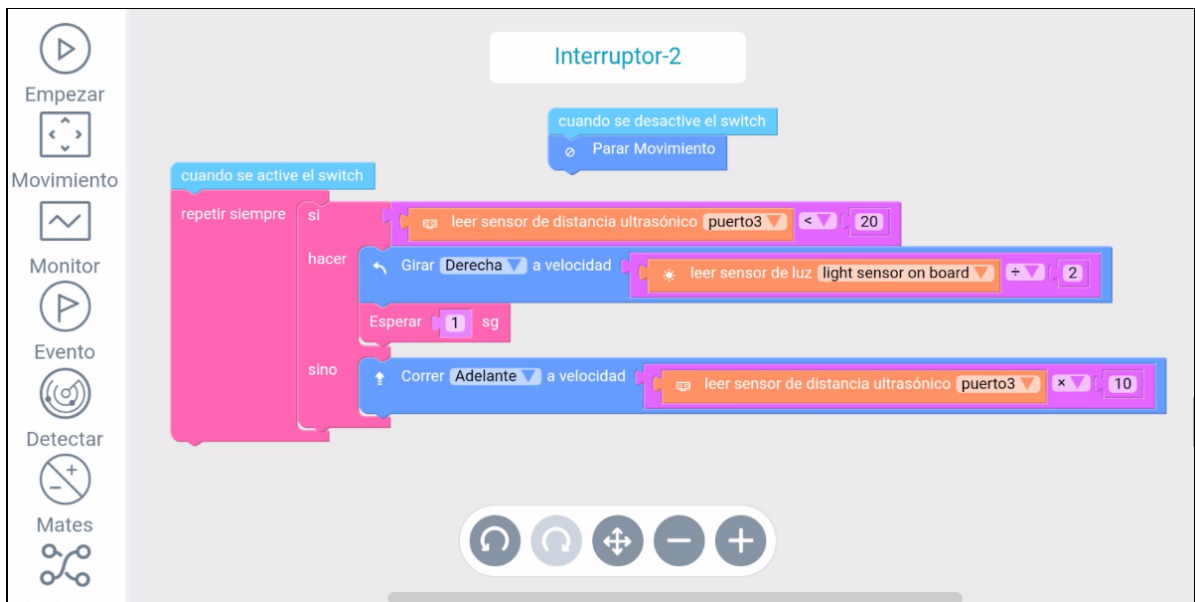 Empezar
Movimiento
Monitor
Evento
Detectar
Mates
Interruptor-2
cuando se desactive el switch
Parar Movimiento
cuando se active el switch
repetir siempre si leer sensor de distancia ultrasónico puerto3 < 20
hacer Girar Derecha a velocidad leer sensor de luz light sensor on board ÷ 2
Esperar 1 sg
sino Correr Adelante a velocidad leer sensor de distancia ultrasónico puerto3 × 10